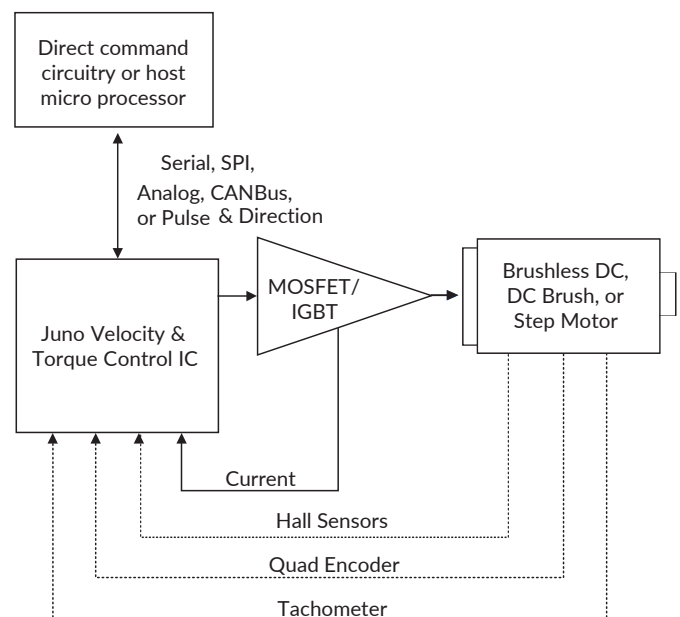 Direct command
circuitry or host
micro processor
Serial, SPI,
Analog, CANBus,
or Pulse & Direction
MOSFET/
IGBT
Brushless DC,
DC Brush, or
Step Motor
Juno Velocity &
Torque Control IC
Current
Hall Sensors
Quad Encoder
Tachometer